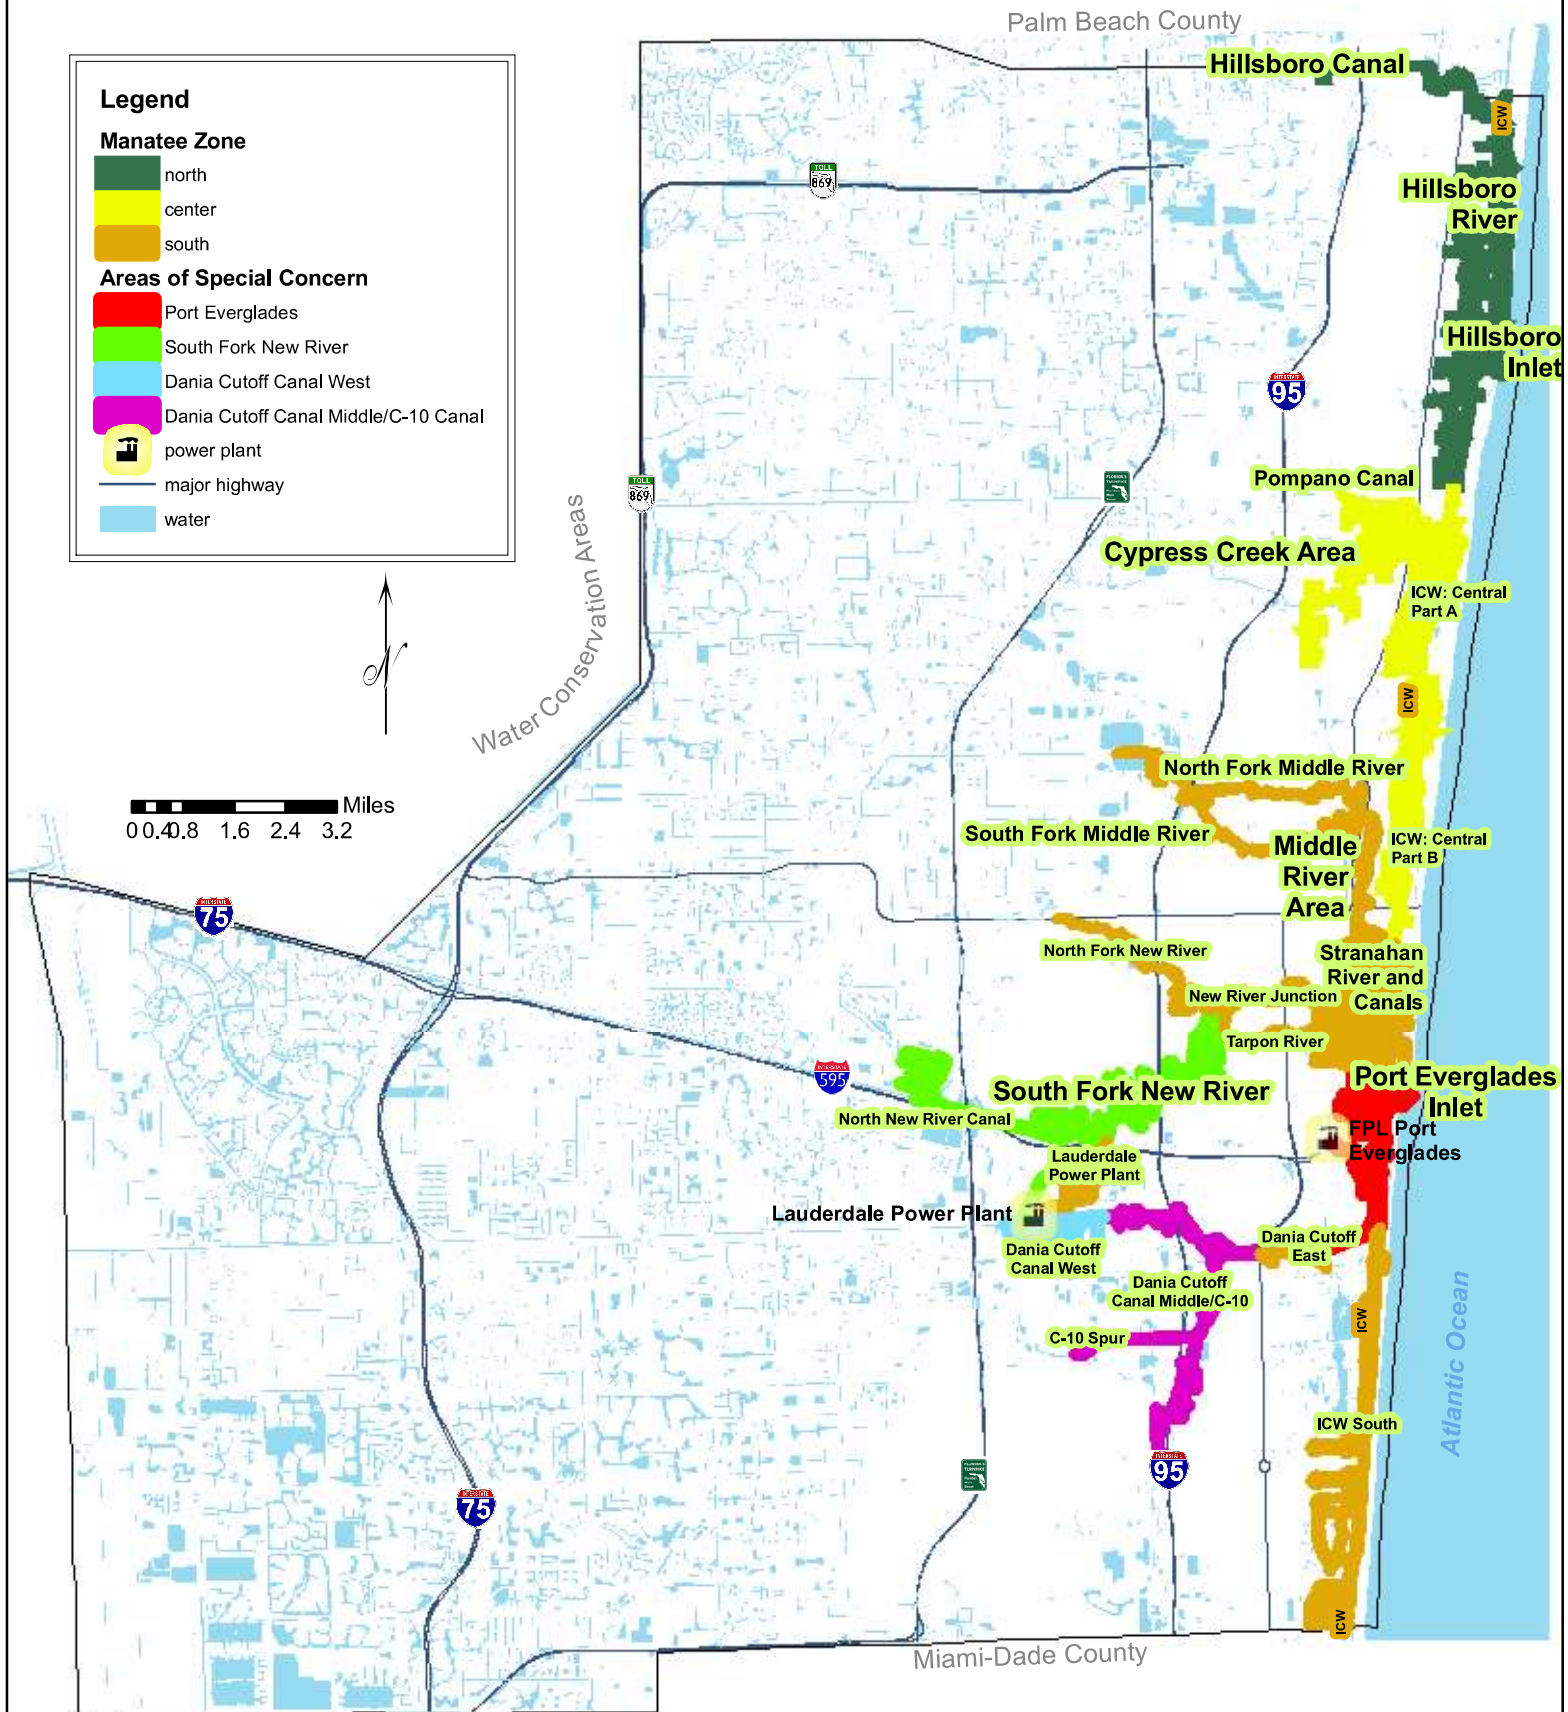 Palm Beach County
Hillsboro Canal
Legend
Manatee Zone
north
center
south
Areas of Special Concern
Port Everglades
South Fork New River
Dania Cutoff Canal West
Dania Cutoff Canal Middle/C-10 Canal
power plant
major highway
water
ICW
TOLL
869
Hillsboro
River
Hillsboro
Inlet
INTERSTATE
95
Pompano Canal
TOLL
869
Cypress Creek Area
Water Conservation Areas
ICW: Central
Part A
N
ICW
North Fork Middle River
Miles
0 0.4 0.8 1.6 2.4 3.2
South Fork Middle River
Middle
River
Area
ICW: Central
Part B
INTERSTATE
75
North Fork New River
Stranahan
River and
Canals
New River Junction
Tarpon River
INTERSTATE
595
South Fork New River
Port Everglades
Inlet
North New River Canal
FPL Port
Everglades
Lauderdale
Power Plant
Lauderdale Power Plant
Dania Cutoff
Canal West
Dania Cutoff
East
Dania Cutoff
Canal Middle/C-10
ICW
C-10 Spur
Atlantic Ocean
ICW South
INTERSTATE
95
INTERSTATE
75
ICW
Miami-Dade County